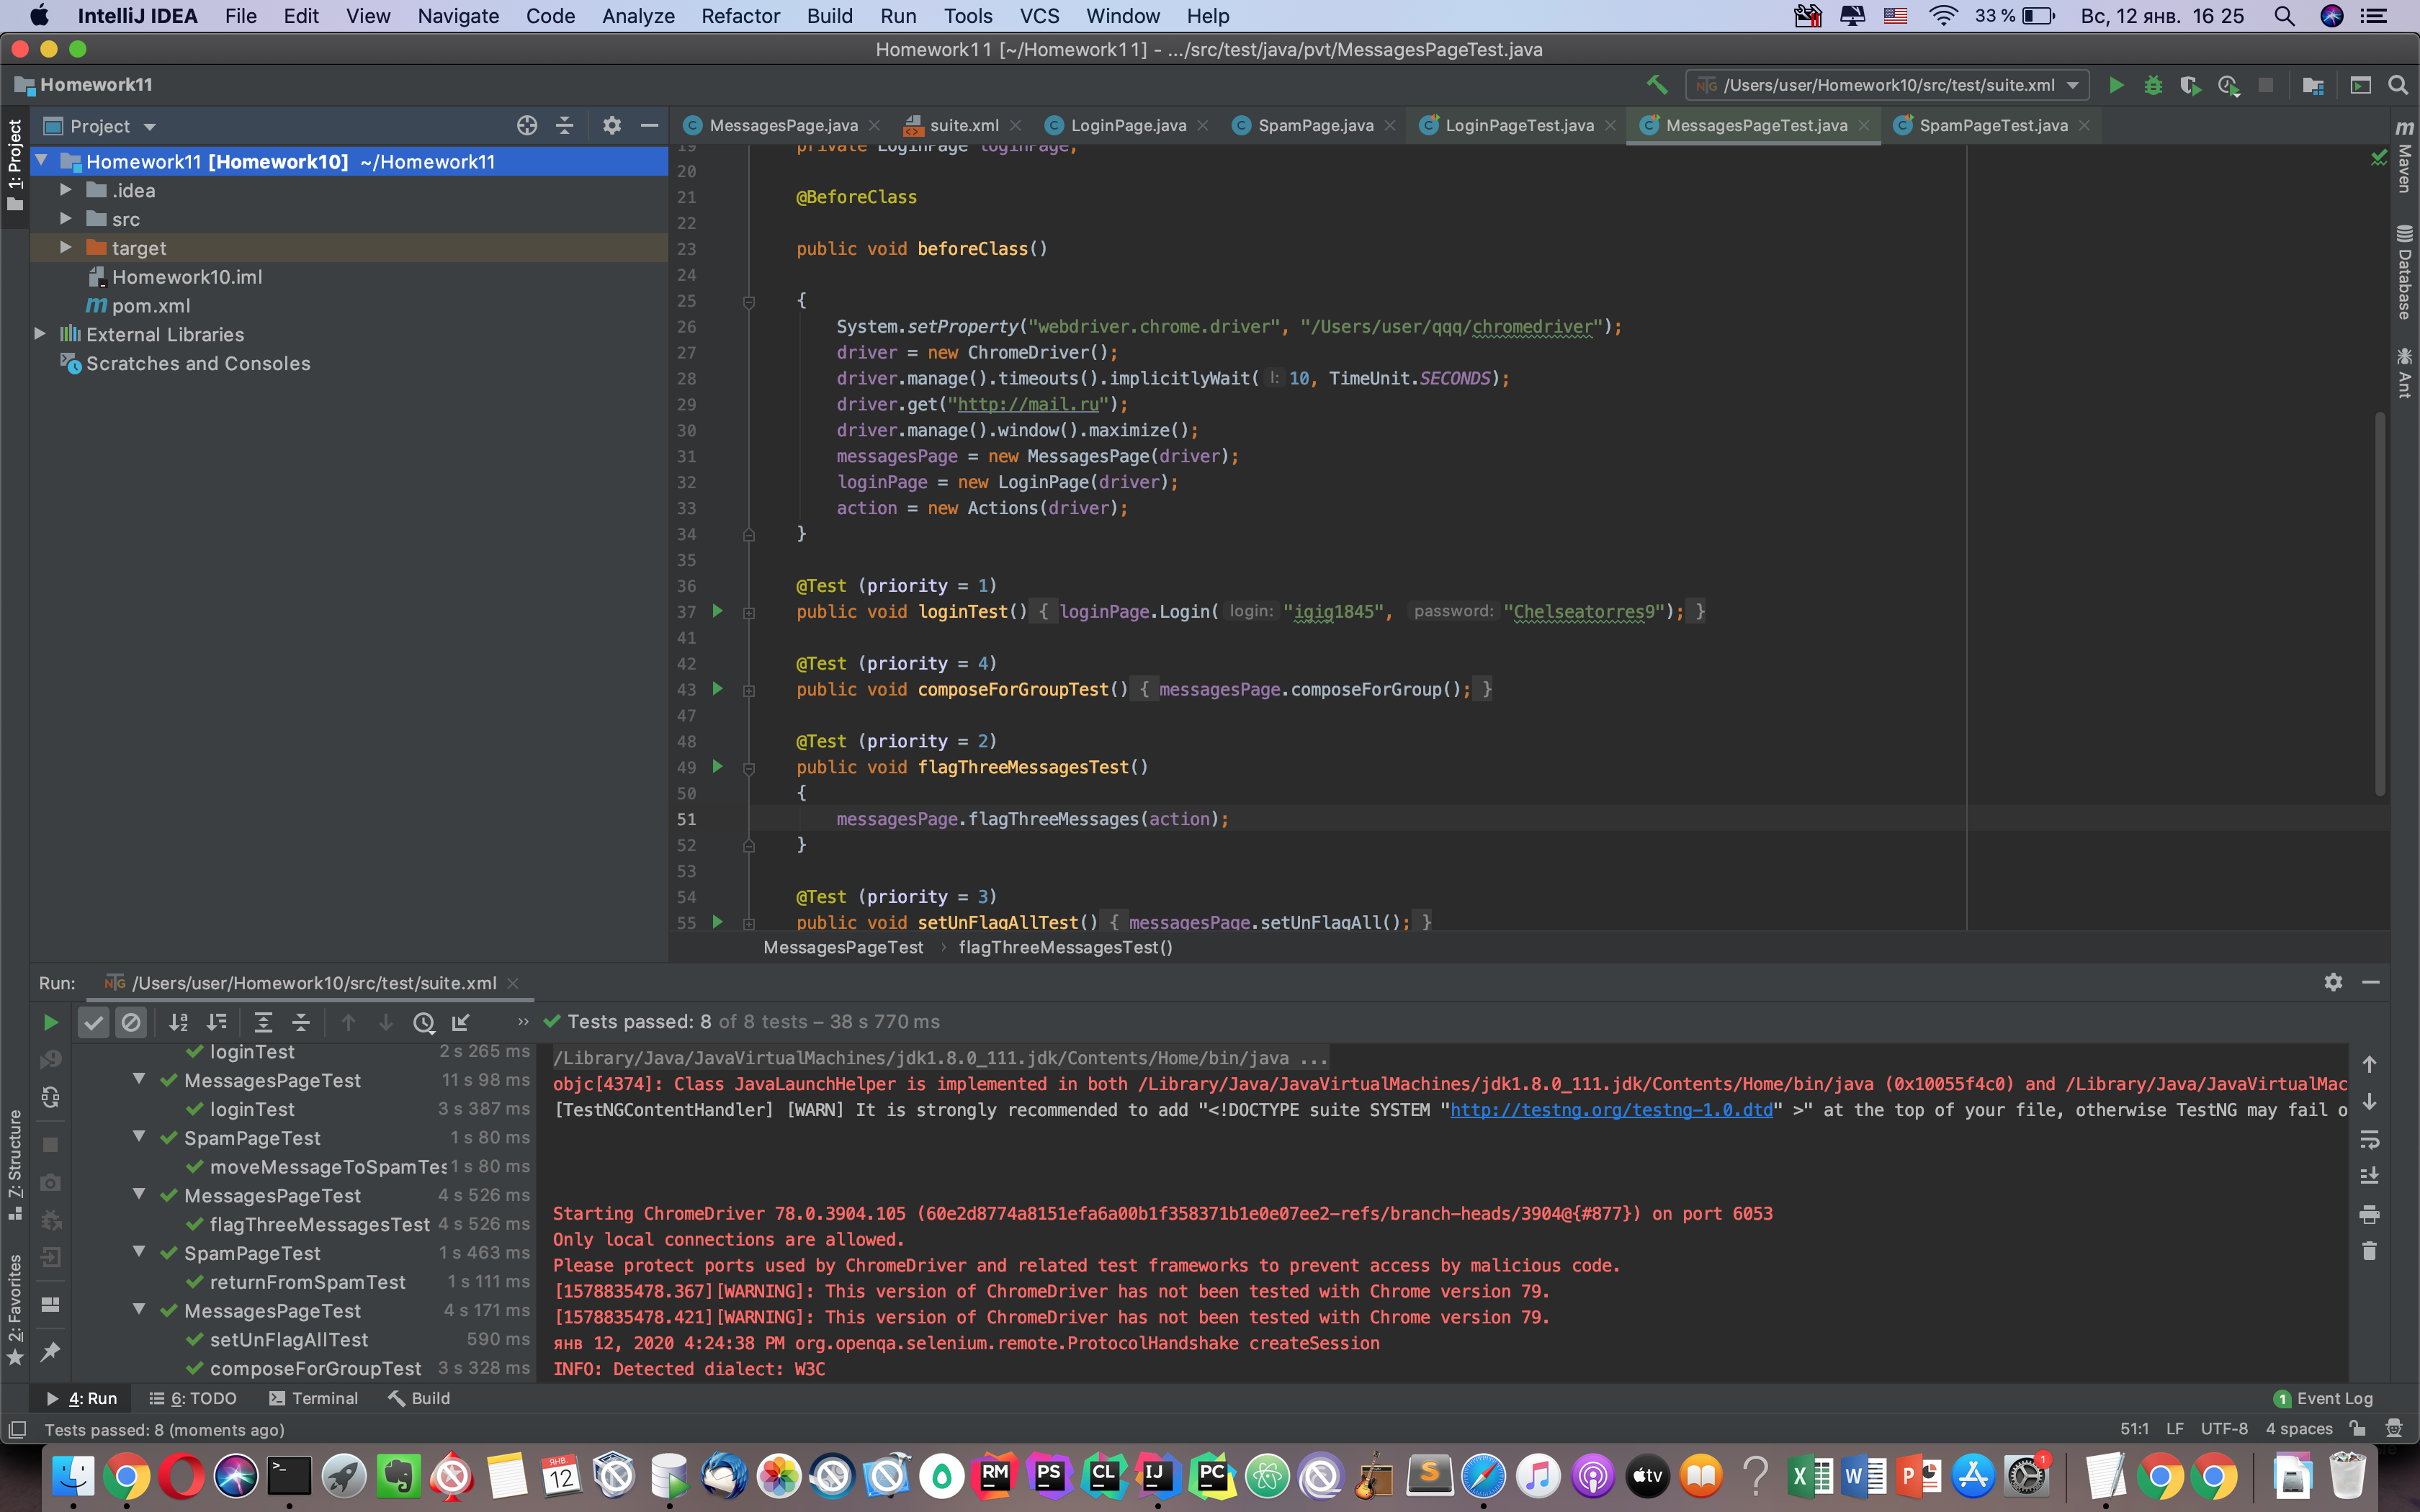 IntelliJ IDEA File Edit View Navigate Code Analyze Refactor Build Run Tools VCS Window Help 33 % Вс, 12 янв. 16 25
Homework11 [~/Homework11] - .../src/test/java/pvt/MessagesPageTest.java
Homework11 /Users/user/Homework10/src/test/suite.xml
Project MessagesPage.java suite.xml LoginPage.java SpamPage.java LoginPageTest.java MessagesPageTest.java SpamPageTest.java
1: Project
Maven
Database
Ant
Homework11 [Homework10] ~/Homework11
.idea
src
target
Homework10.iml
pom.xml
External Libraries
Scratches and Consoles
19 private LoginPage loginPage;
20
21 @BeforeClass
22
23 public void beforeClass()
24
25 {
26 System.setProperty("webdriver.chrome.driver", "/Users/user/qqq/chromedriver");
27 driver = new ChromeDriver();
28 driver.manage().timeouts().implicitlyWait( l: 10, TimeUnit.SECONDS);
29 driver.get("http://mail.ru");
30 driver.manage().window().maximize();
31 messagesPage = new MessagesPage(driver);
32 loginPage = new LoginPage(driver);
33 action = new Actions(driver);
34 }
35
36 @Test (priority = 1)
37 public void loginTest() { loginPage.Login( login: "igig1845", password: "Chelseatorres9"); }
41
42 @Test (priority = 4)
43 public void composeForGroupTest() { messagesPage.composeForGroup(); }
47
48 @Test (priority = 2)
49 public void flagThreeMessagesTest()
50 {
51 messagesPage.flagThreeMessages(action);
52 }
53
54 @Test (priority = 3)
55 public void setUnFlagAllTest() { messagesPage.setUnFlagAll(); }
MessagesPageTest › flagThreeMessagesTest()
Run: /Users/user/Homework10/src/test/suite.xml
Tests passed: 8 of 8 tests – 38 s 770 ms
loginTest 2 s 265 ms
MessagesPageTest 11 s 98 ms
loginTest 3 s 387 ms
SpamPageTest 1 s 80 ms
moveMessageToSpamTes 1 s 80 ms
MessagesPageTest 4 s 526 ms
flagThreeMessagesTest 4 s 526 ms
SpamPageTest 1 s 463 ms
returnFromSpamTest 1 s 111 ms
MessagesPageTest 4 s 171 ms
setUnFlagAllTest 590 ms
composeForGroupTest 3 s 328 ms
/Library/Java/JavaVirtualMachines/jdk1.8.0_111.jdk/Contents/Home/bin/java ...
objc[4374]: Class JavaLaunchHelper is implemented in both /Library/Java/JavaVirtualMachines/jdk1.8.0_111.jdk/Contents/Home/bin/java (0x10055f4c0) and /Library/Java/JavaVirtualMac
[TestNGContentHandler] [WARN] It is strongly recommended to add "<!DOCTYPE suite SYSTEM "http://testng.org/testng-1.0.dtd" >" at the top of your file, otherwise TestNG may fail o
Starting ChromeDriver 78.0.3904.105 (60e2d8774a8151efa6a00b1f358371b1e0e07ee2-refs/branch-heads/3904@{#877}) on port 6053
Only local connections are allowed.
Please protect ports used by ChromeDriver and related test frameworks to prevent access by malicious code.
[1578835478.367][WARNING]: This version of ChromeDriver has not been tested with Chrome version 79.
[1578835478.421][WARNING]: This version of ChromeDriver has not been tested with Chrome version 79.
янв 12, 2020 4:24:38 PM org.openqa.selenium.remote.ProtocolHandshake createSession
INFO: Detected dialect: W3C
Z: Structure
2: Favorites
4: Run 6: TODO Terminal Build 1 Event Log
Tests passed: 8 (moments ago) 51:1 LF UTF-8 4 spaces
ЯНВ. 12 RM PS CL IJ PC S tv ? X W P 1